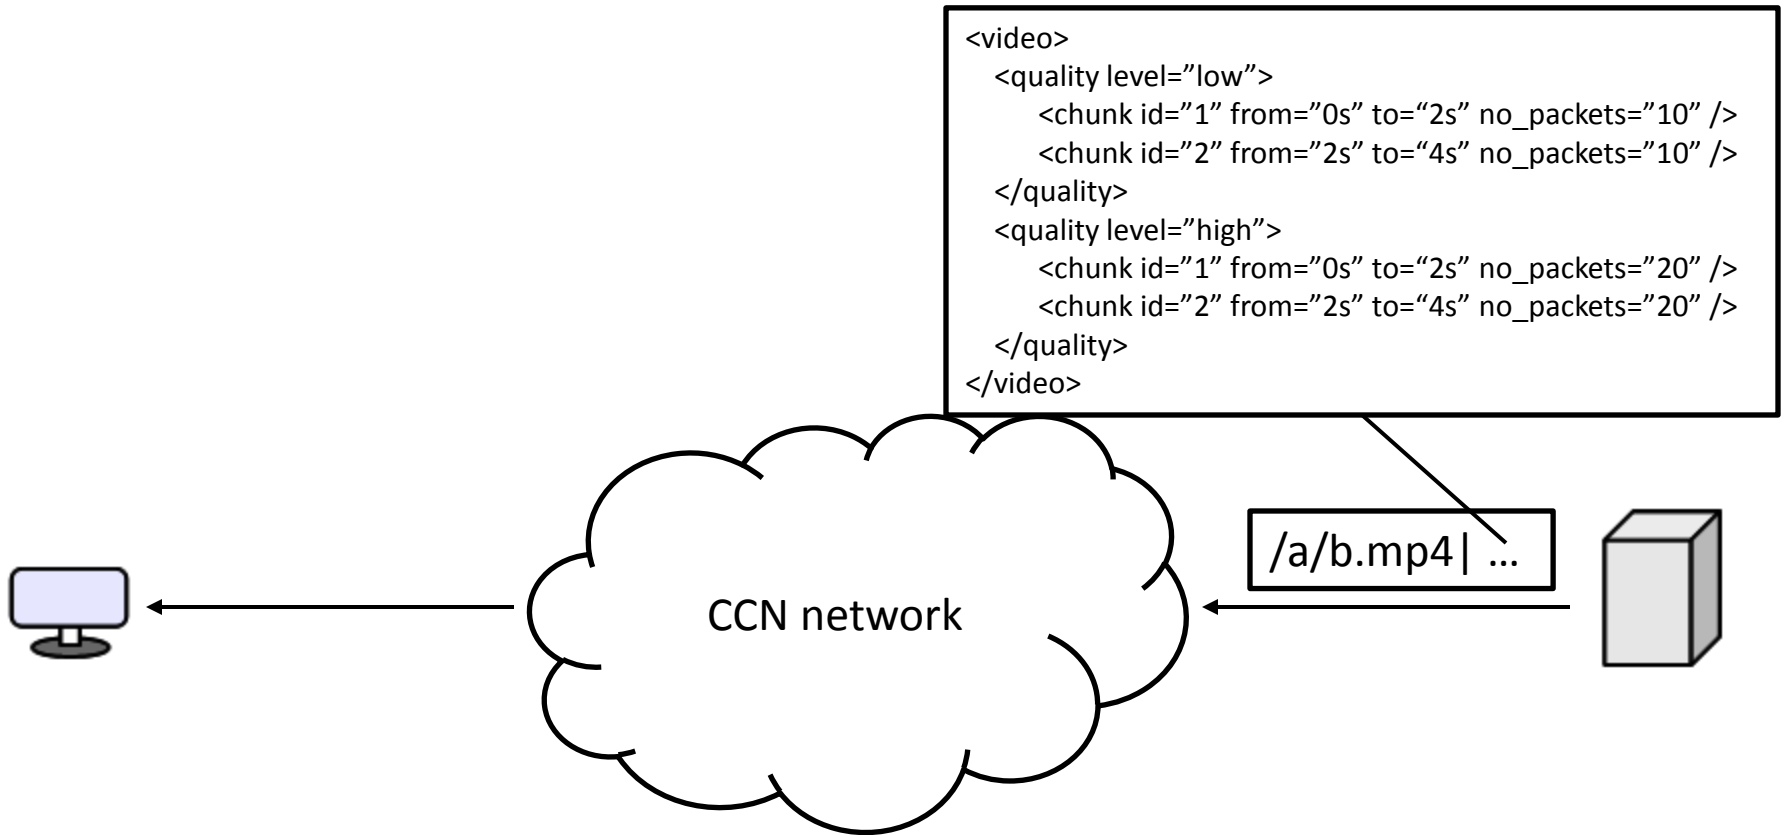 <video>
<quality level=”low”>
<chunk id=”1” from=”0s” to=“2s” no_packets=”10” />
<chunk id=”2” from=”2s” to=“4s” no_packets=”10” />
</quality>
<quality level=”high”>
<chunk id=”1” from=”0s” to=“2s” no_packets=”20” />
<chunk id=”2” from=”2s” to=“4s” no_packets=”20” />
</quality>
</video>
/a/b.mp4| ...
CCN network